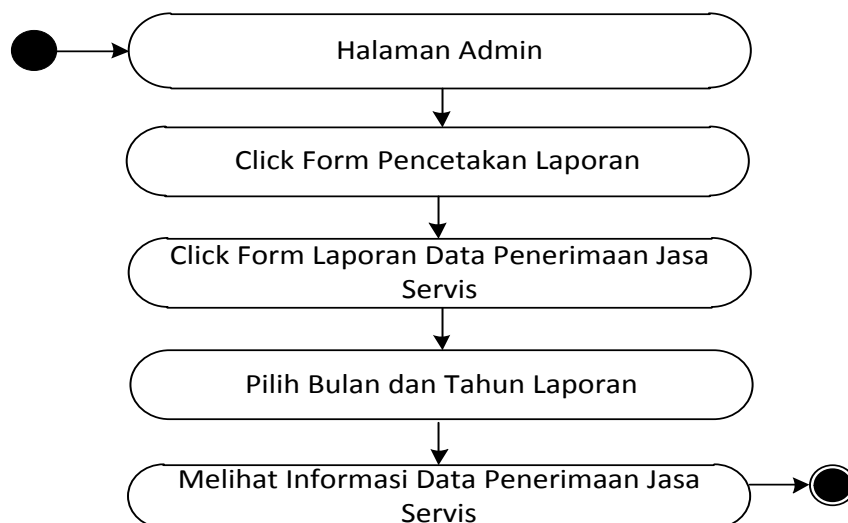 Halaman Admin
Click Form Pencetakan Laporan
Click Form Laporan Data Penerimaan Jasa
Servis
Pilih Bulan dan Tahun Laporan
Melihat Informasi Data Penerimaan Jasa
Servis